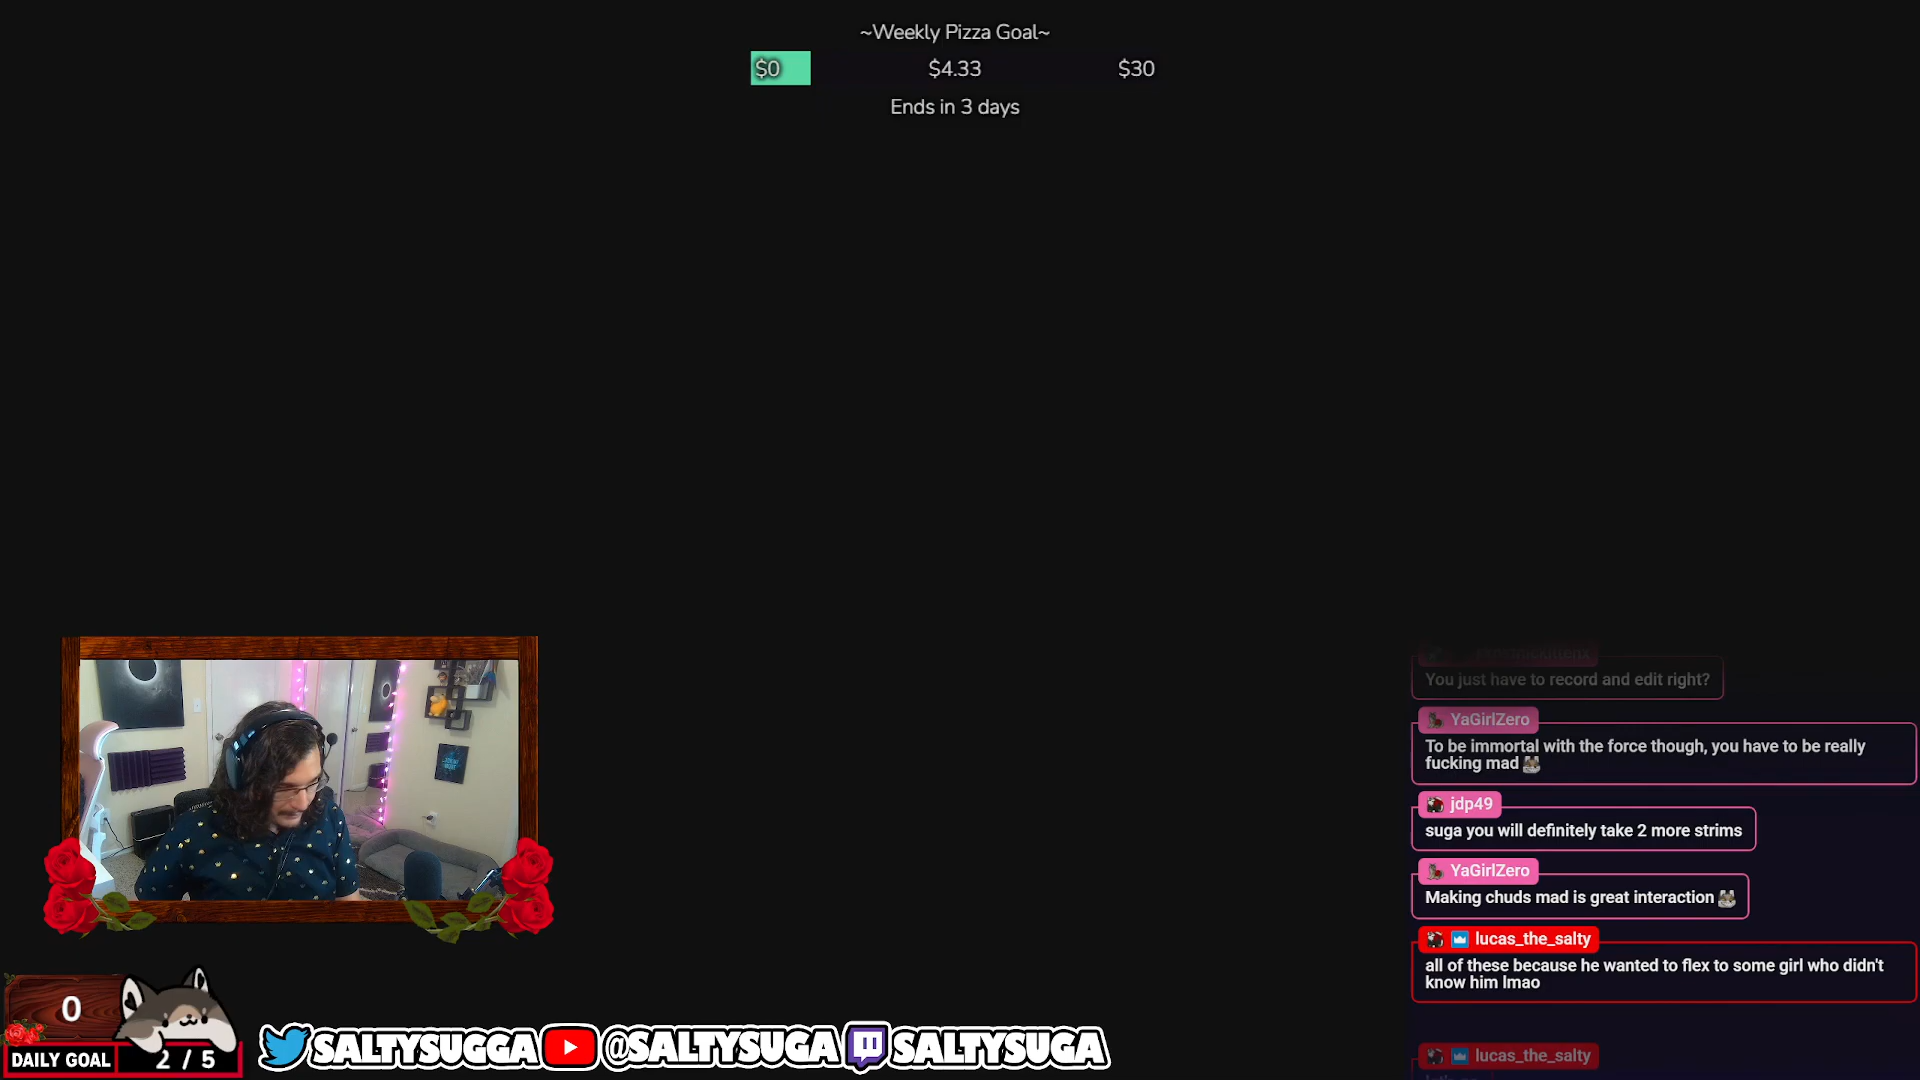 ~Weekly Pizza Goal~
$0 $4.33 $30
Ends in 3 days
You just have to record and edit right?
YaGirlZero
To be immortal with the force though, you have to be really
fucking mad
jdp49
suga you will definitely take 2 more strims
YaGirlZero
Making chuds mad is great interaction
lucas_the_salty
all of these because he wanted to flex to some girl who didn't
know him lmao
lucas_the_salty
0
DAILY GOAL 2 / 5
SALTYSUGGA @SALTYSUGA SALTYSUGA